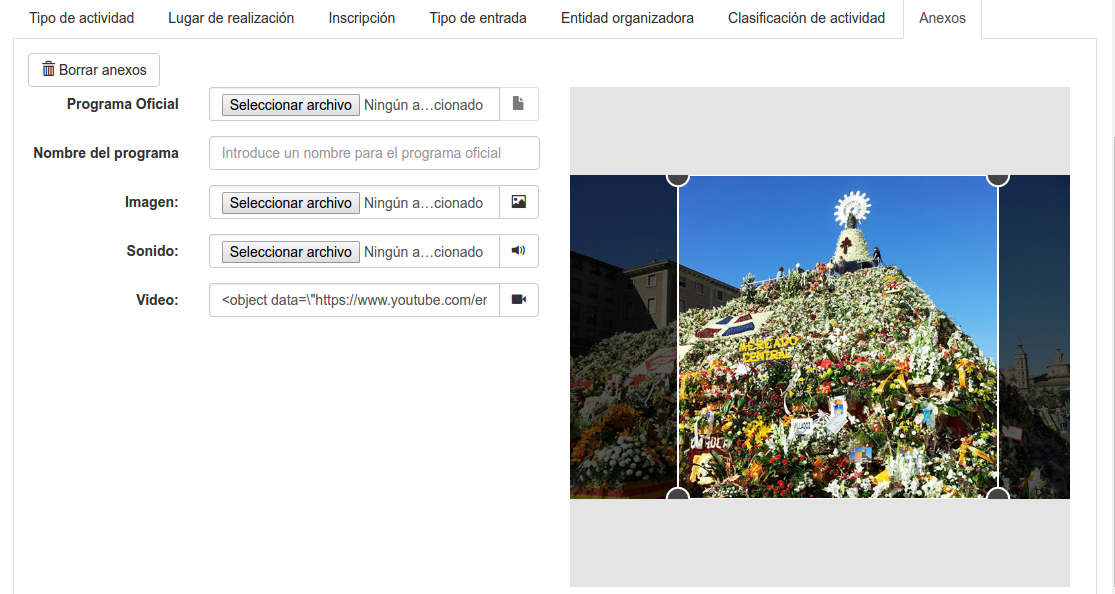 Tipo de actividad Lugar de realización Inscripción Tipo de entrada Entidad organizadora Clasificación de actividad Anexos
Borrar anexos
Programa Oficial Seleccionar archivo Ningún a...cionado
Nombre del programa Introduce un nombre para el programa oficial
Imagen: Seleccionar archivo Ningún a...cionado
Sonido: Seleccionar archivo Ningún a...cionado
Video: <object data=\"https://www.youtube.com/er
MERCADO
CENTRAL